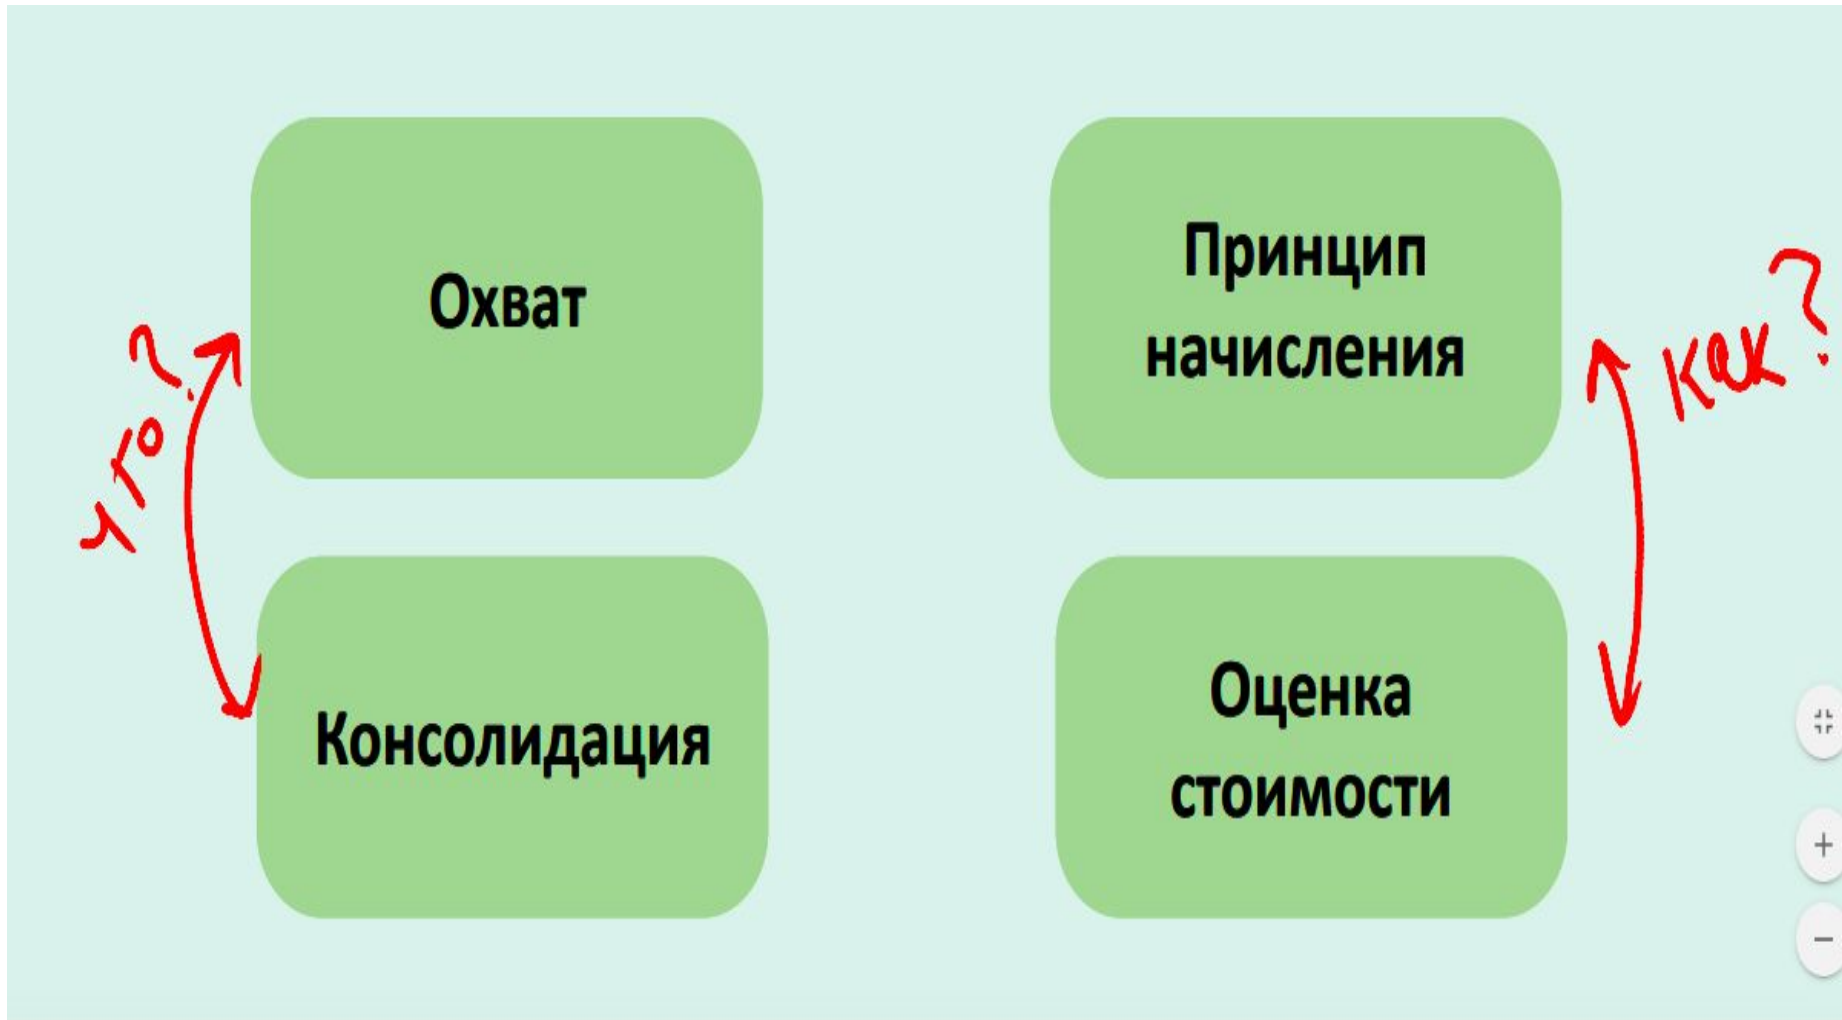 Охват
Принцип
начисления
что?
как?
Консолидация
Оценка
стоимости